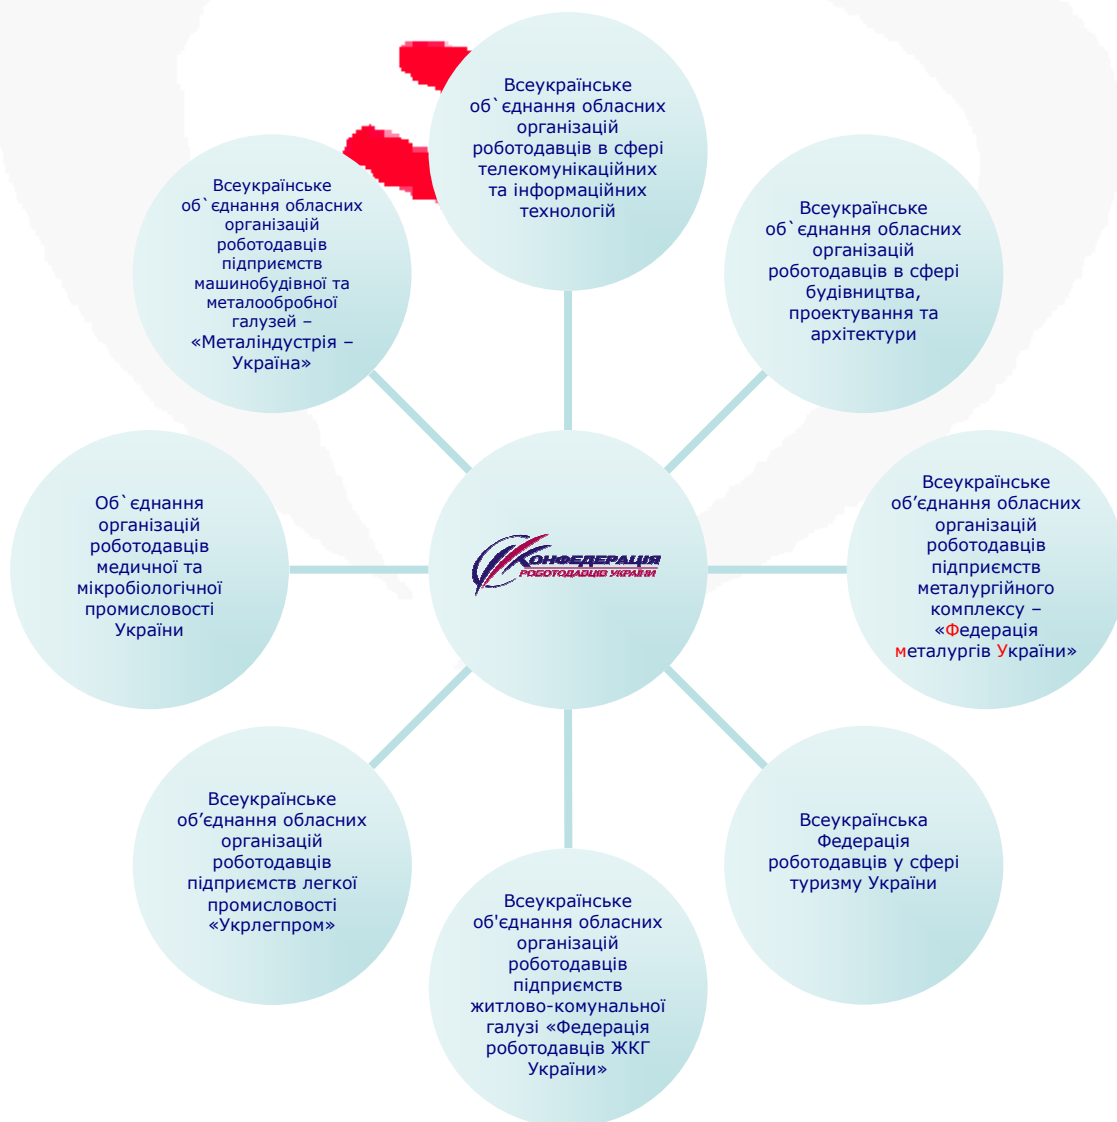 Всеукраїнське
об`єднання обласних
організацій
роботодавців в сфері
телекомунікаційних
та інформаційних
технологій
Всеукраїнське
об`єднання обласних
організацій
роботодавців в сфері
будівництва,
проектування та
архітектури
Всеукраїнське
об’єднання обласних
організацій
роботодавців
підприємств
металургійного
комплексу –
«Федерація
металургів України»
Всеукраїнська
Федерація
роботодавців у сфері
туризму України
Всеукраїнське
об'єднання обласних
організацій
роботодавців
підприємств
житлово-комунальної
галузі «Федерація
роботодавців ЖКГ
України»
Всеукраїнське
об’єднання обласних
організацій
роботодавців
підприємств легкої
промисловості
«Укрлегпром»
Об`єднання
організацій
роботодавців
медичної та
мікробіологічної
промисловості
України
Всеукраїнське
об`єднання обласних
організацій
роботодавців
підприємств
машинобудівної та
металообробної
галузей –
«Металіндустрія –
Україна»
КОНФЕДЕРАЦІЯ
РОБОТОДАВЦІВ УКРАЇНИ